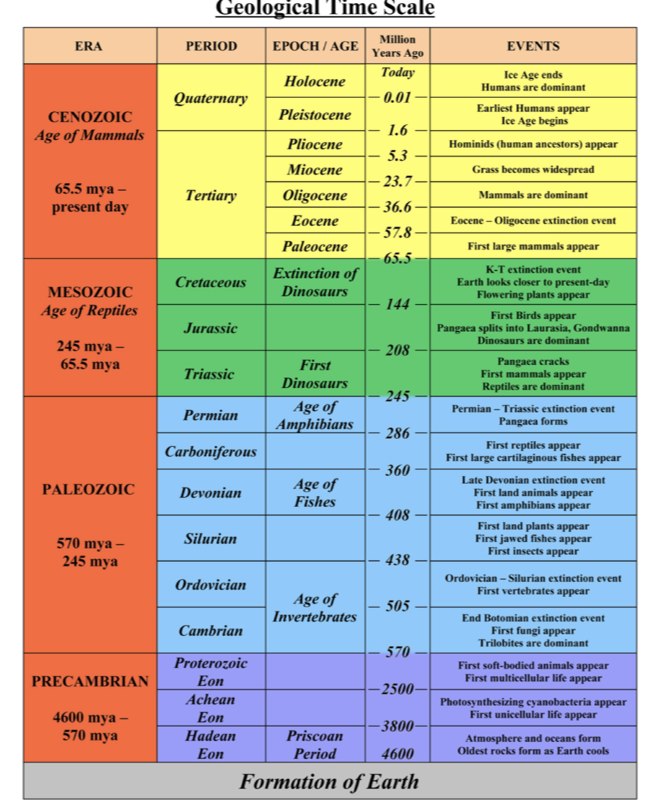 Geological Time Scale
ERA
PERIOD
EPOCH / AGE
Million
Years Ago
EVENTS
CENOZOIC
Age of Mammals
65.5 mya –
present day
Quaternary
Holocene
Today
Ice Age ends
Humans are dominant
0.01
Pleistocene
Earliest Humans appear
Ice Age begins
1.6
Tertiary
Pliocene
Hominids (human ancestors) appear
5.3
Miocene
Grass becomes widespread
23.7
Oligocene
Mammals are dominant
36.6
Eocene
Eocene – Oligocene extinction event
57.8
Paleocene
First large mammals appear
65.5
MESOZOIC
Age of Reptiles
245 mya –
65.5 mya
Cretaceous
Extinction of
Dinosaurs
K-T extinction event
Earth looks closer to present-day
Flowering plants appear
144
Jurassic
First Birds appear
Pangaea splits into Laurasia, Gondwanna
Dinosaurs are dominant
208
Triassic
First
Dinosaurs
Pangaea cracks
First mammals appear
Reptiles are dominant
245
PALEOZOIC
570 mya –
245 mya
Permian
Age of
Amphibians
Permian – Triassic extinction event
Pangaea forms
286
Carboniferous
First reptiles appear
First large cartilaginous fishes appear
360
Devonian
Age of
Fishes
Late Devonian extinction event
First land animals appear
First amphibians appear
408
Silurian
First land plants appear
First jawed fishes appear
First insects appear
438
Ordovician
Age of
Invertebrates
Ordovician – Silurian extinction event
First vertebrates appear
505
Cambrian
End Botomian extinction event
First fungi appear
Trilobites are dominant
570
PRECAMBRIAN
4600 mya –
570 mya
Proterozoic
Eon
First soft-bodied animals appear
First multicellular life appear
2500
Achean
Eon
Photosynthesizing cyanobacteria appear
First unicellular life appear
3800
Hadean
Eon
Priscoan
Period
Atmosphere and oceans form
Oldest rocks form as Earth cools
4600
Formation of Earth